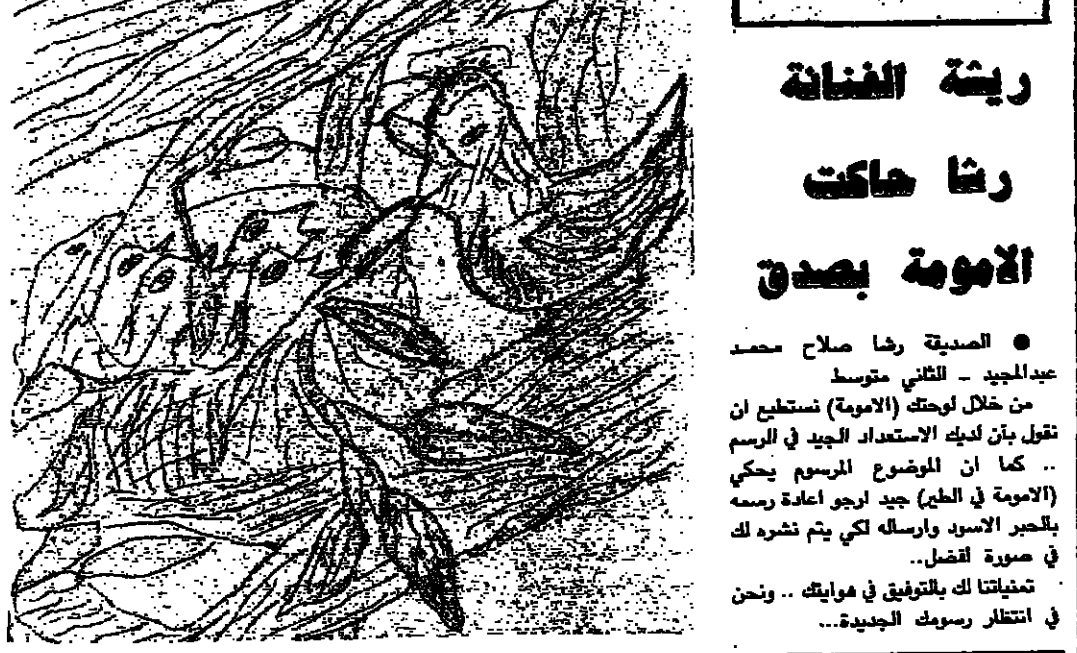 ريشة الفنانة
رشا حاكت
الامومة بصدق
● الصديقة رشا صلاح محمد
عبدالمجيد - الثاني متوسط
من خلال لوحتك (الامومة) نستطيع ان
نقول بأن لديك الاستعداد الجيد في الرسم
.. كما ان الموضوع المرسوم يحكي
(الامومة في الطير) جيد ارجو اعادة رسمه
بالحبر الاسود وارساله لكي يتم نشره لك
في صورة افضل..
تمنياتنا لك بالتوفيق في هوايتك .. ونحن
في انتظار رسومك الجديدة...